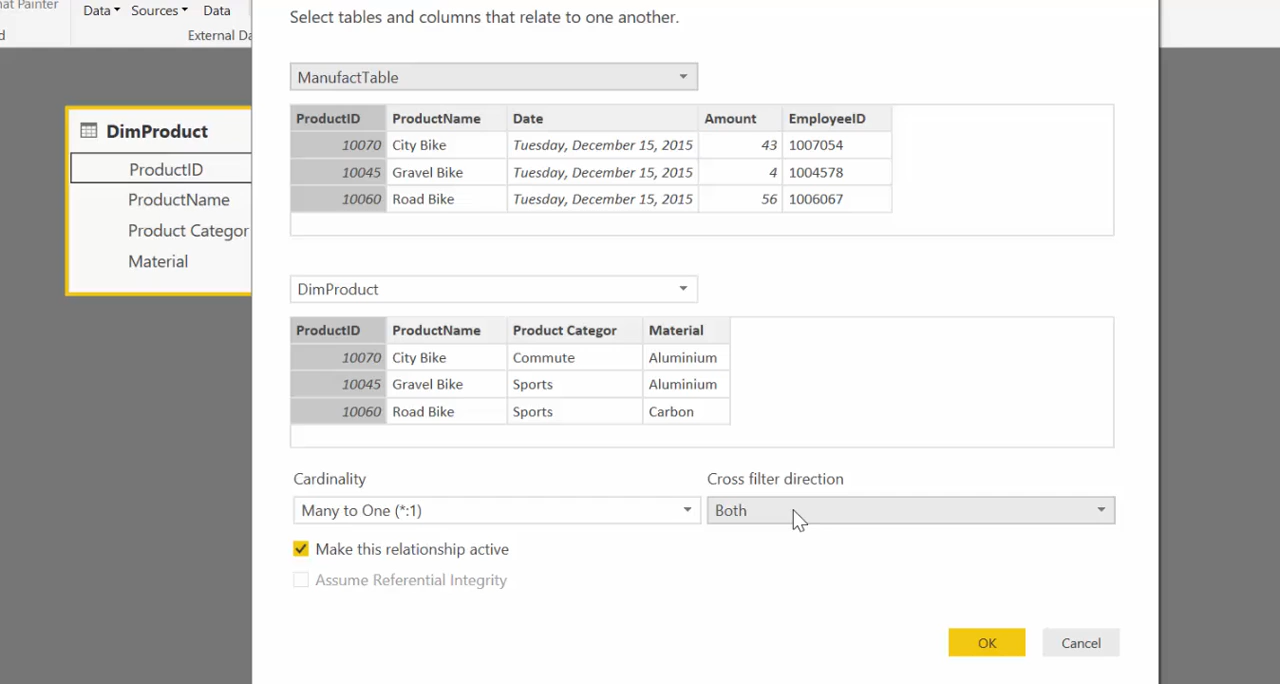 at Painter
Data Sources Data
d External Da
Select tables and columns that relate to one another.
DimProduct
ProductID
ProductName
Product Categor
Material
ManufactTable
ProductID ProductName Date Amount EmployeeID
10070 City Bike Tuesday, December 15, 2015 43 1007054
10045 Gravel Bike Tuesday, December 15, 2015 4 1004578
10060 Road Bike Tuesday, December 15, 2015 56 1006067
DimProduct
ProductID ProductName Product Categor Material
10070 City Bike Commute Aluminium
10045 Gravel Bike Sports Aluminium
10060 Road Bike Sports Carbon
Cardinality Cross filter direction
Many to One (*:1) Both
Make this relationship active
Assume Referential Integrity
OK Cancel